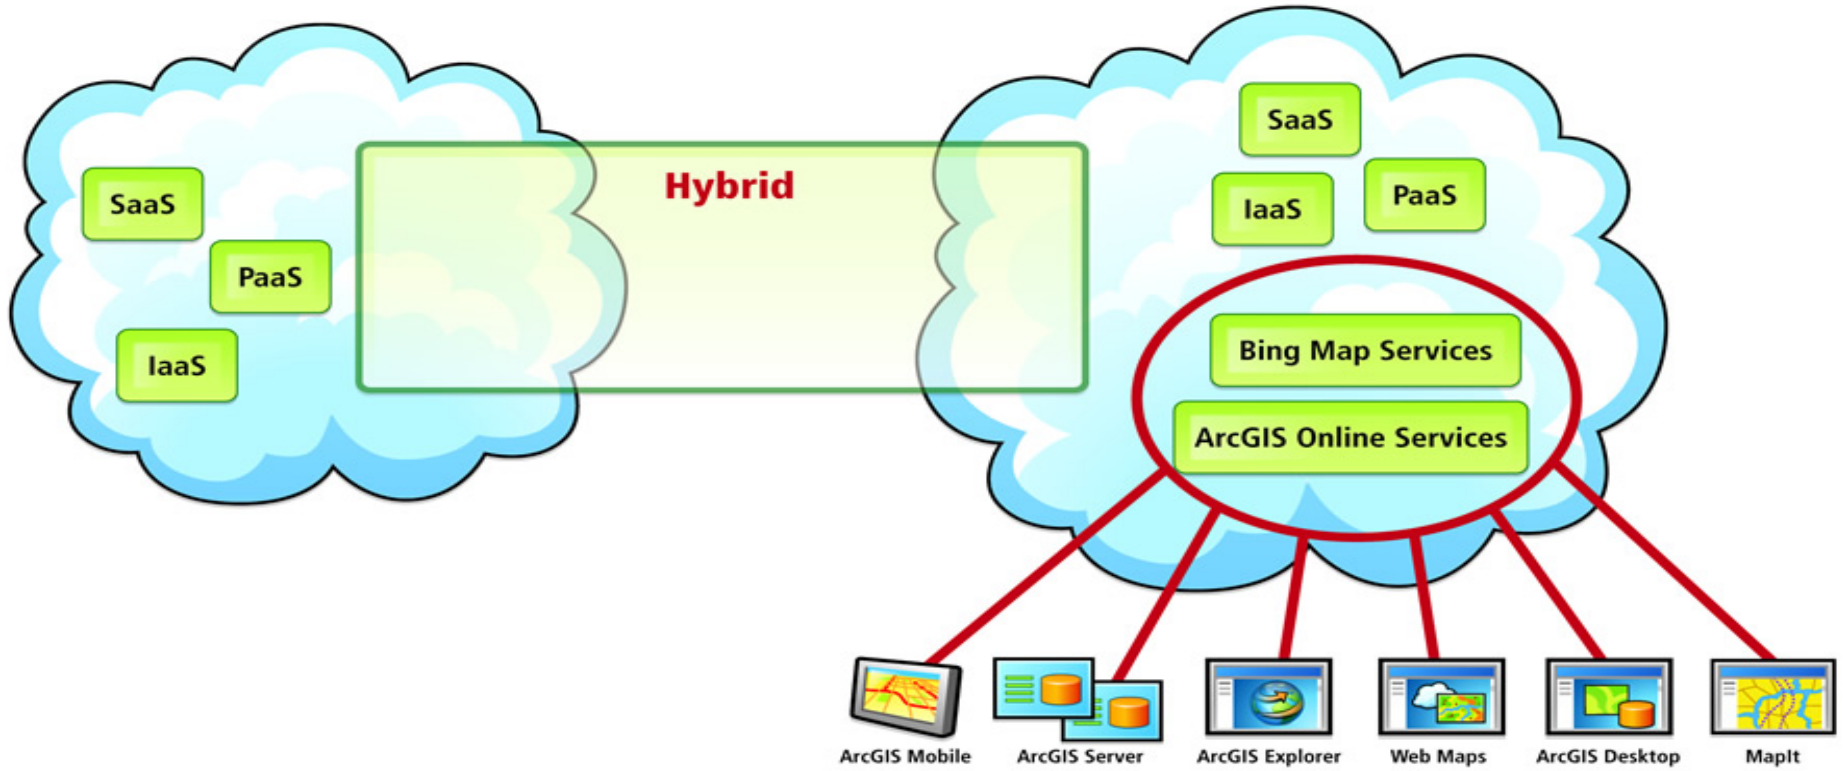 SaaS
PaaS
IaaS
Hybrid
SaaS
PaaS
IaaS
Bing Map Services
ArcGIS Online Services
ArcGIS Mobile
ArcGIS Server
ArcGIS Explorer
Web Maps
ArcGIS Desktop
MapIt